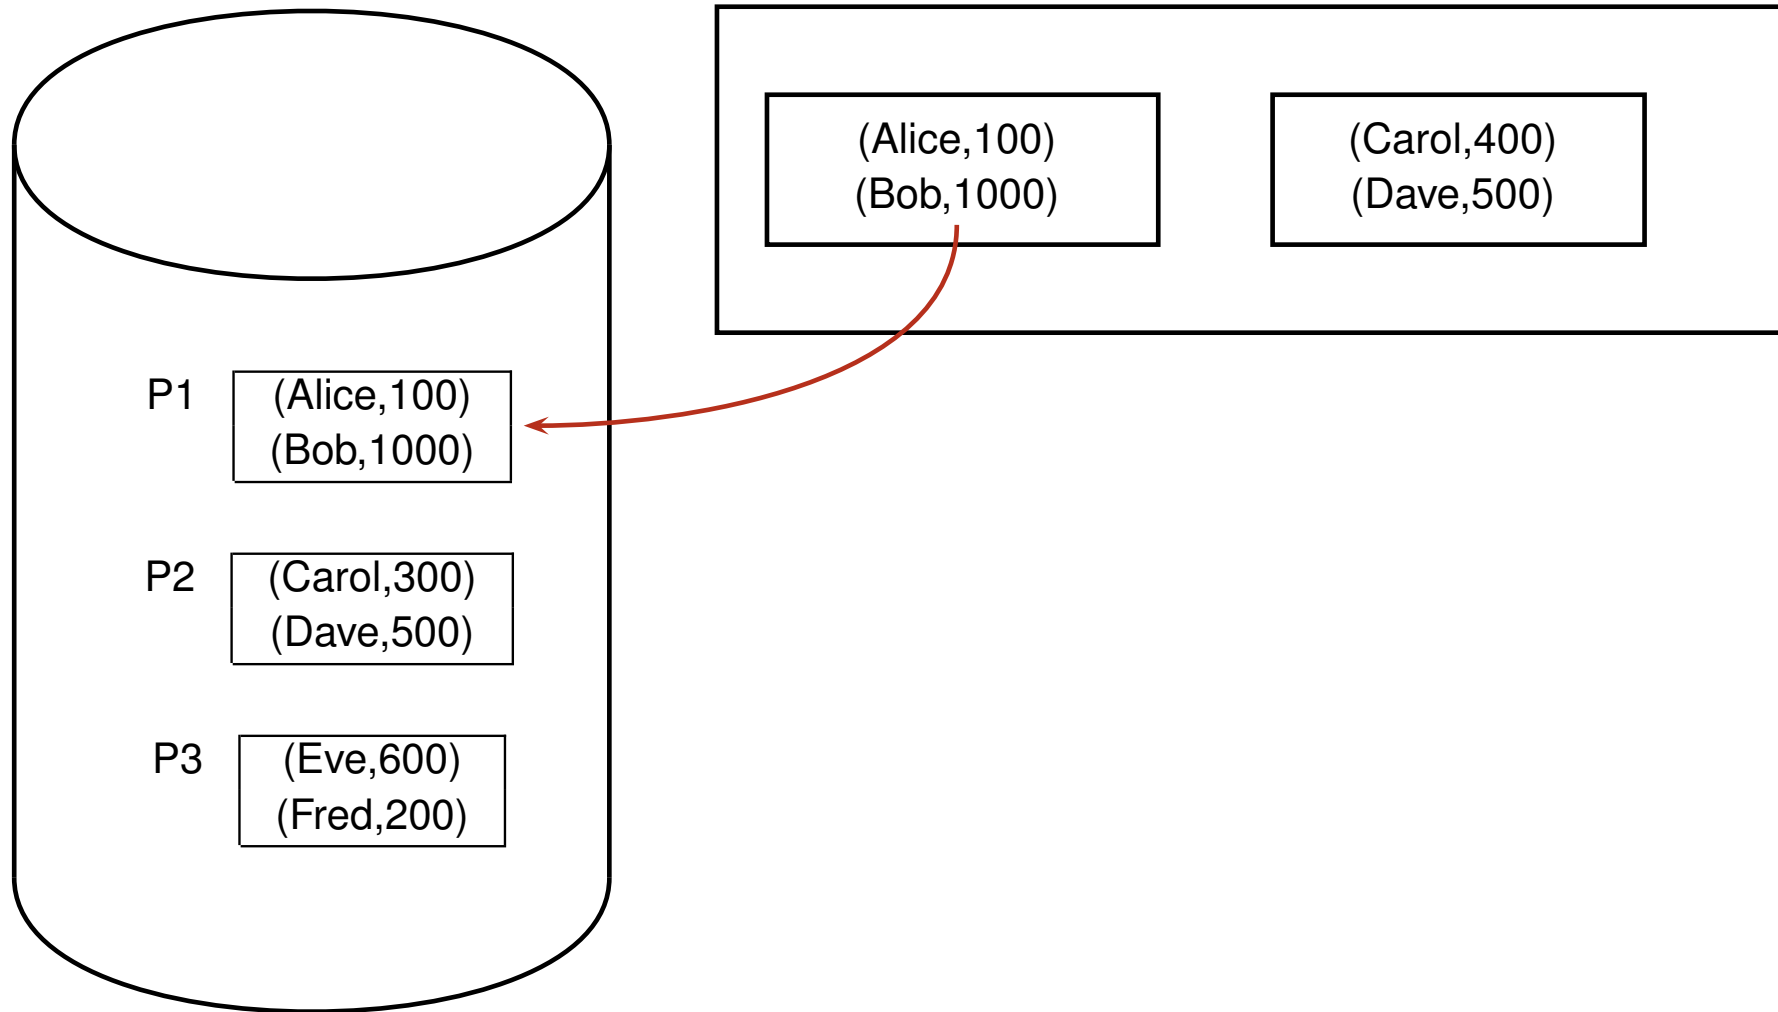 (Alice,100)
(Bob,1000)
(Carol,400)
(Dave,500)
P1
(Alice,100)
(Bob,1000)
P2
(Carol,300)
(Dave,500)
P3
(Eve,600)
(Fred,200)